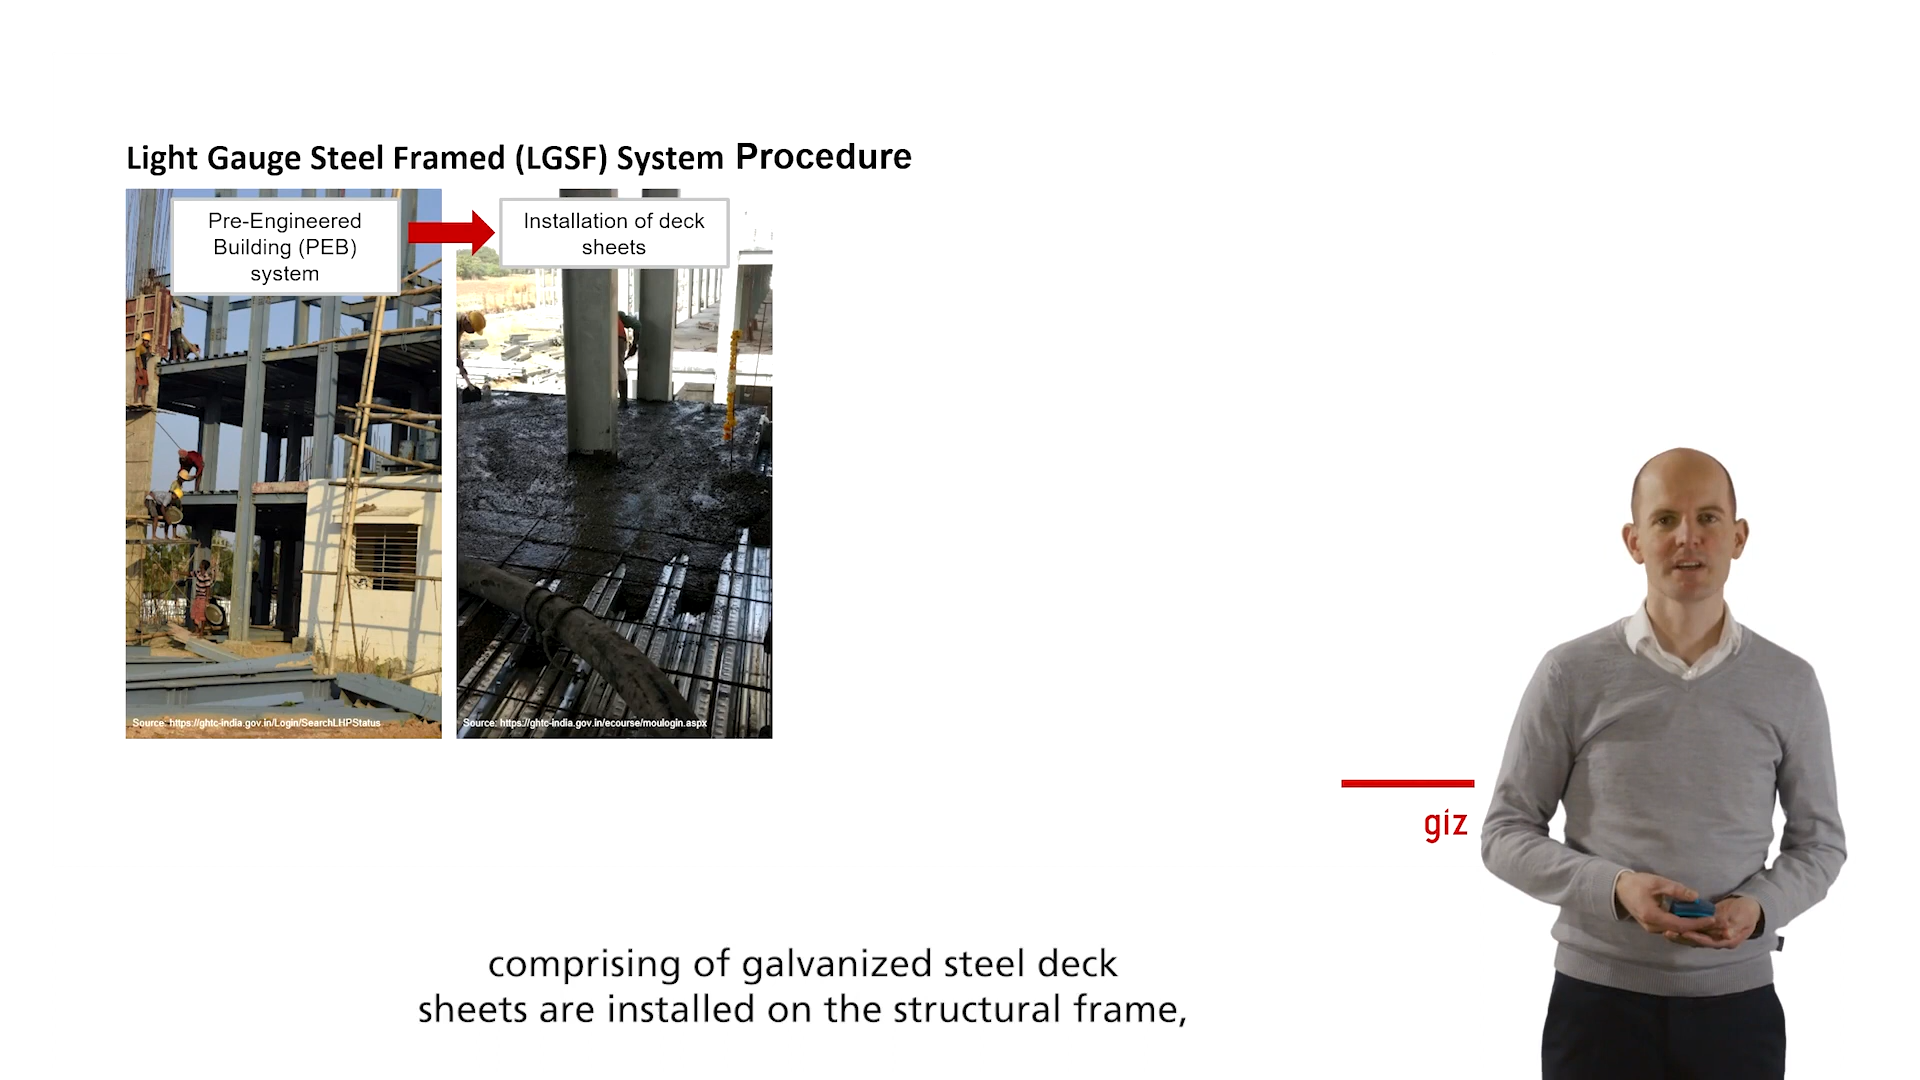 Light Gauge Steel Framed (LGSF) System Procedure
Pre-Engineered
Building (PEB)
system
Installation of deck
sheets
Source: https://ghtc-india.gov.in/Login/SearchLHPStatus
Source: https://ghtc-india.gov.in/ecourse/moulogin.aspx
giz
comprising of galvanized steel deck
sheets are installed on the structural frame,